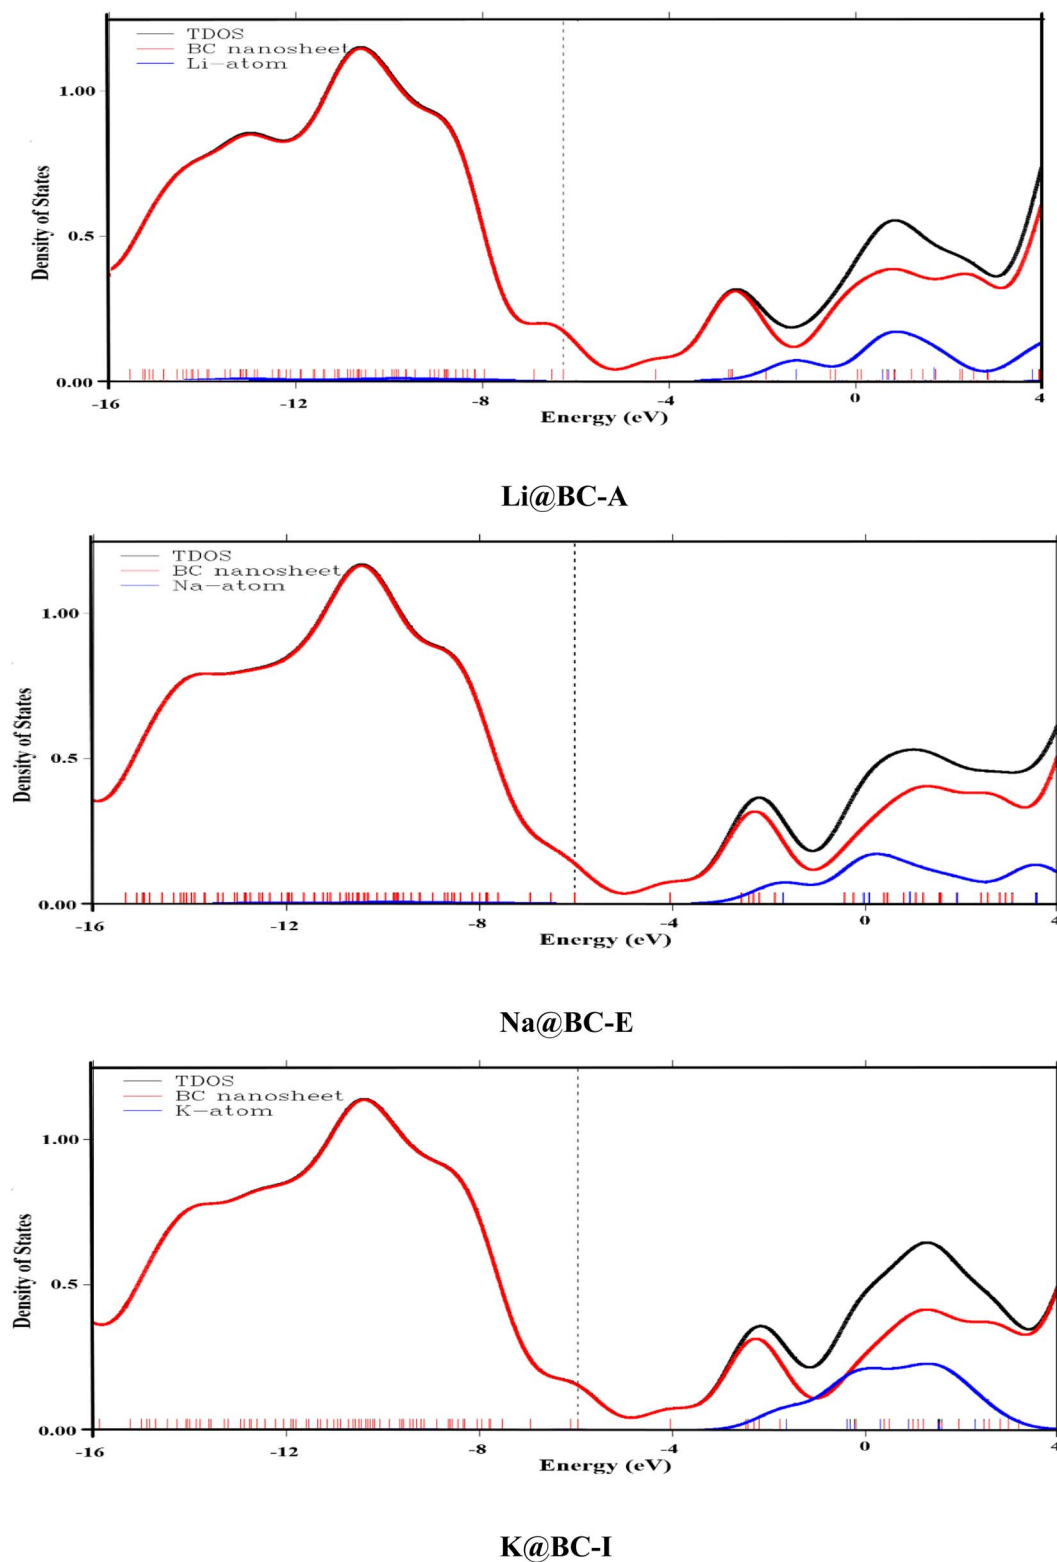 TDOS
BC nanosheet
Li-atom
1.00
0.5
0.00
Density of States
-16
-12
-8
-4
0
4
Energy (eV)
Li@BC-A
TDOS
BC nanosheet
Na-atom
1.00
0.5
0.00
Density of States
-16
-12
-8
-4
0
4
Energy (eV)
Na@BC-E
TDOS
BC nanosheet
K-atom
1.00
0.5
0.00
Density of States
-16
-12
-8
-4
0
4
Energy (eV)
K@BC-I